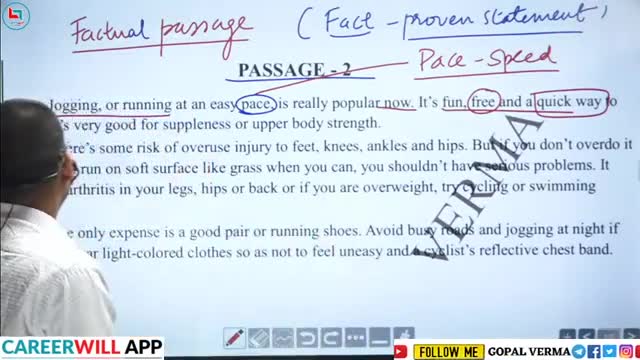 Factual passage (Fact - proven statement)
Pace - Speed
PASSAGE - 2
Jogging, or running at an easy pace, is really popular now. It's fun, free and a quick way to
's very good for suppleness or upper body strength.
ere's some risk of overuse injury to feet, knees, ankles and hips. But if you don't overdo it
run on soft surface like grass when you can, you shouldn't have serious problems. It
arthritis in your legs, hips or back or if you are overweight, try cycling or swimming
e only expense is a good pair or running shoes. Avoid busy roads and jogging at night if
ar light-colored clothes so as not to feel uneasy and a cyclist's reflective chest band.
VERMA
CAREERWILL APP
FOLLOW ME
GOPAL VERMA